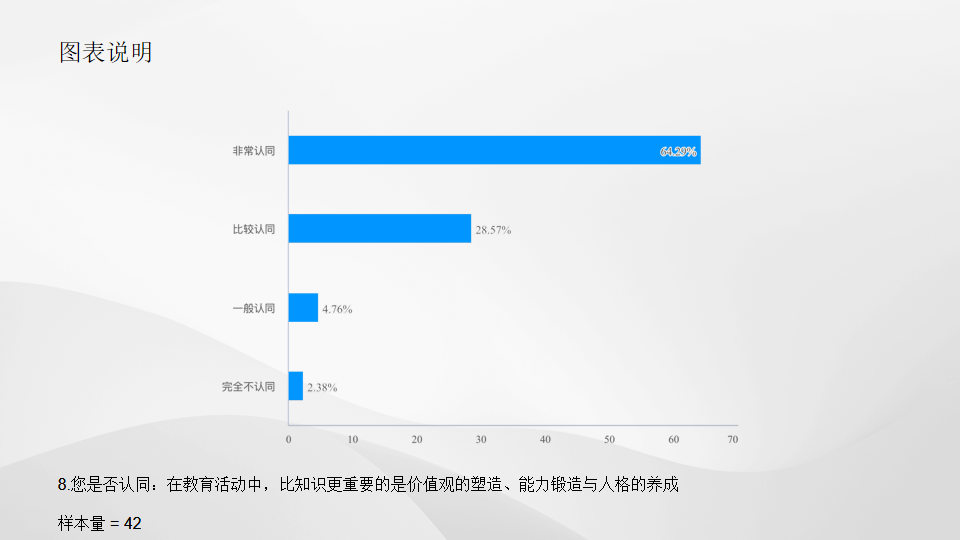 图表说明
非常认同
64.29%
比较认同
28.57%
一般认同
4.76%
完全不认同
2.38%
0 10 20 30 40 50 60 70
8.您是否认同：在教育活动中，比知识更重要的是价值观的塑造、能力锻造与人格的养成
样本量 = 42